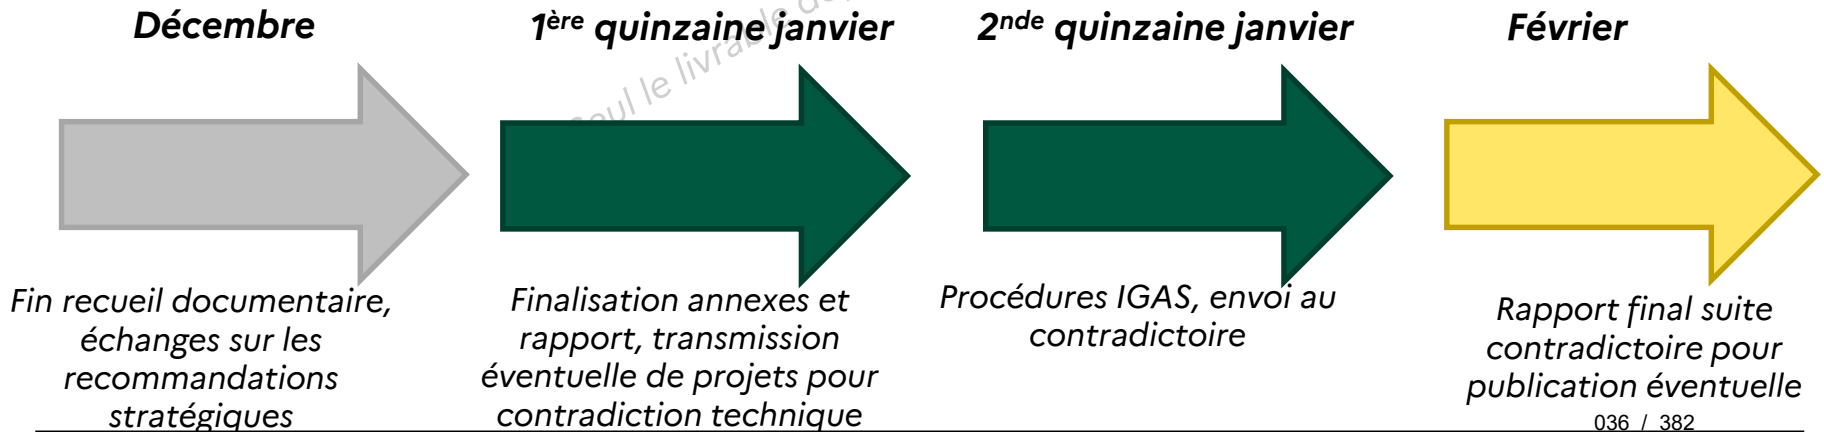 Décembre
1ère quinzaine janvier
2nde quinzaine janvier
Février
le livrable
Fin recueil documentaire,
échanges sur les
recommandations
stratégiques
Finalisation annexes et
rapport, transmission
éventuelle de projets pour
contradiction technique
Procédures IGAS, envoi au
contradictoire
Rapport final suite
contradictoire pour
publication éventuelle
036 / 382